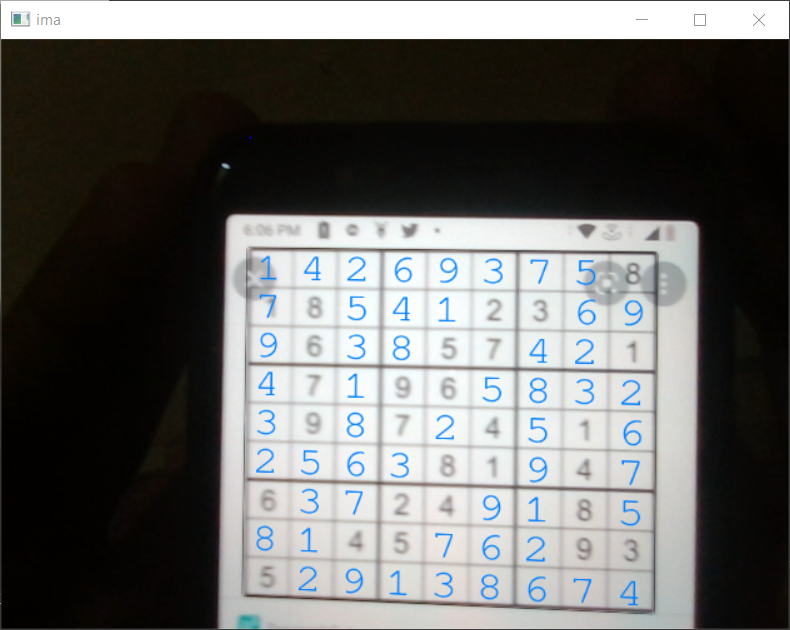 ima
6:06 PM
1 4 2 6 9 3 7 5 8
7 8 5 4 1 2 3 6 9
9 6 3 8 5 7 4 2 1
4 7 1 9 6 5 8 3 2
3 9 8 7 2 4 5 1 6
2 5 6 3 8 1 9 4 7
6 3 7 2 4 9 1 8 5
8 1 4 5 7 6 2 9 3
5 2 9 1 3 8 6 7 4